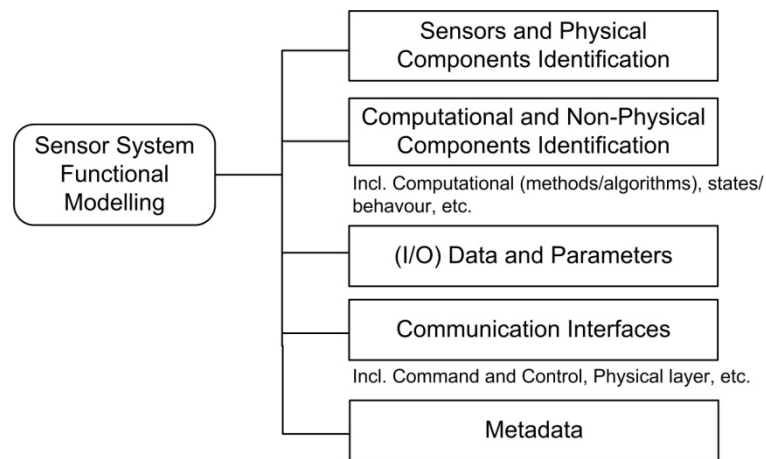 Sensor System
Functional
Modelling
Sensors and Physical
Components Identification
Computational and Non-Physical
Components Identification
Incl. Computational (methods/algorithms), states/
behavour, etc.
(I/O) Data and Parameters
Communication Interfaces
Incl. Command and Control, Physical layer, etc.
Metadata